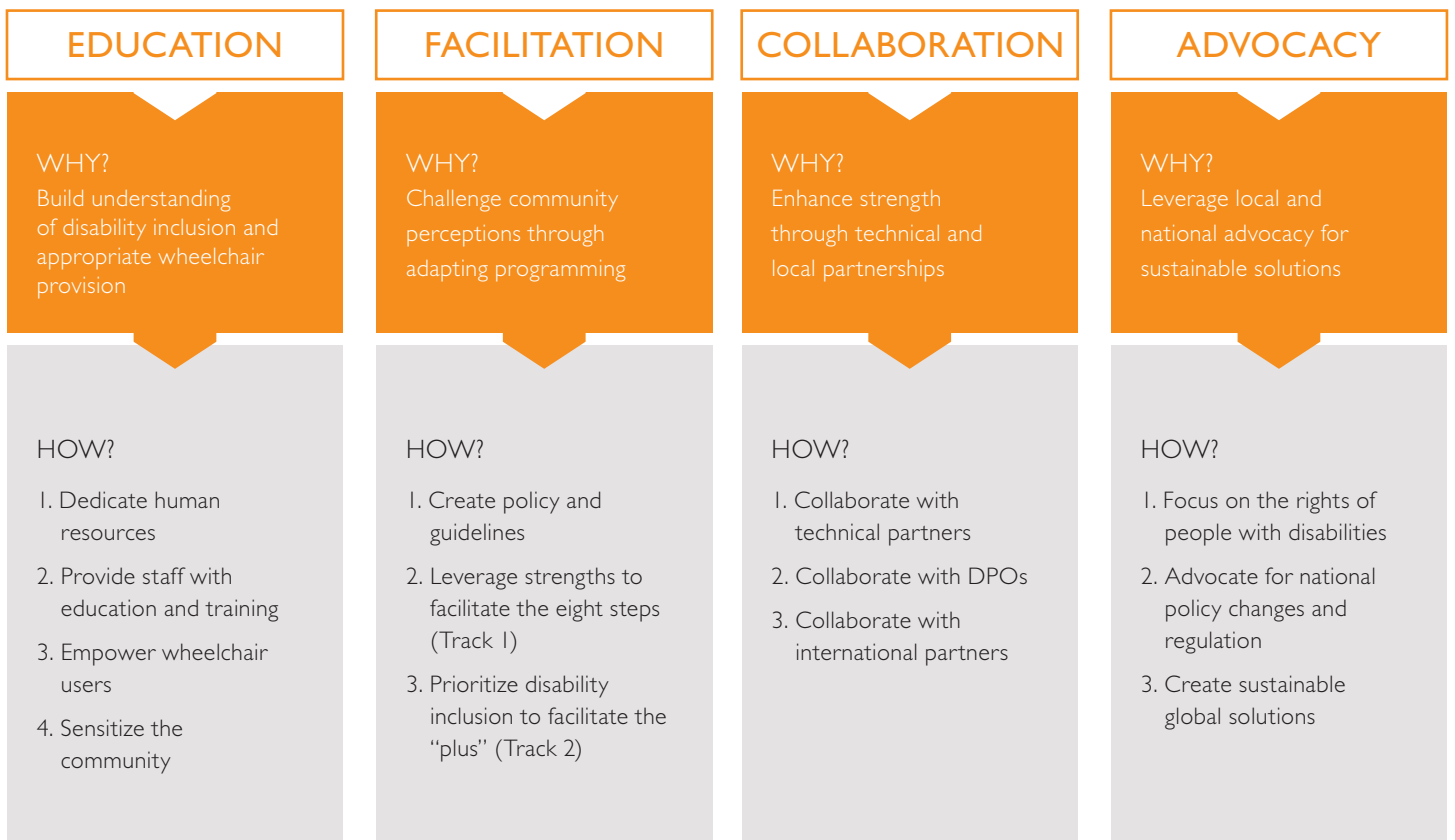 EDUCATION
WHY?
Build understanding
of disability inclusion and
appropriate wheelchair
provision
HOW?
1. Dedicate human
resources
2. Provide staff with
education and training
3. Empower wheelchair
users
4. Sensitize the
community
FACILITATION
WHY?
Challenge community
perceptions through
adapting programming
HOW?
1. Create policy and
guidelines
2. Leverage strengths to
facilitate the eight steps
(Track 1)
3. Prioritize disability
inclusion to facilitate the
“plus” (Track 2)
COLLABORATION
WHY?
Enhance strength
through technical and
local partnerships
HOW?
1. Collaborate with
technical partners
2. Collaborate with DPOs
3. Collaborate with
international partners
ADVOCACY
WHY?
Leverage local and
national advocacy for
sustainable solutions
HOW?
1. Focus on the rights of
people with disabilities
2. Advocate for national
policy changes and
regulation
3. Create sustainable
global solutions